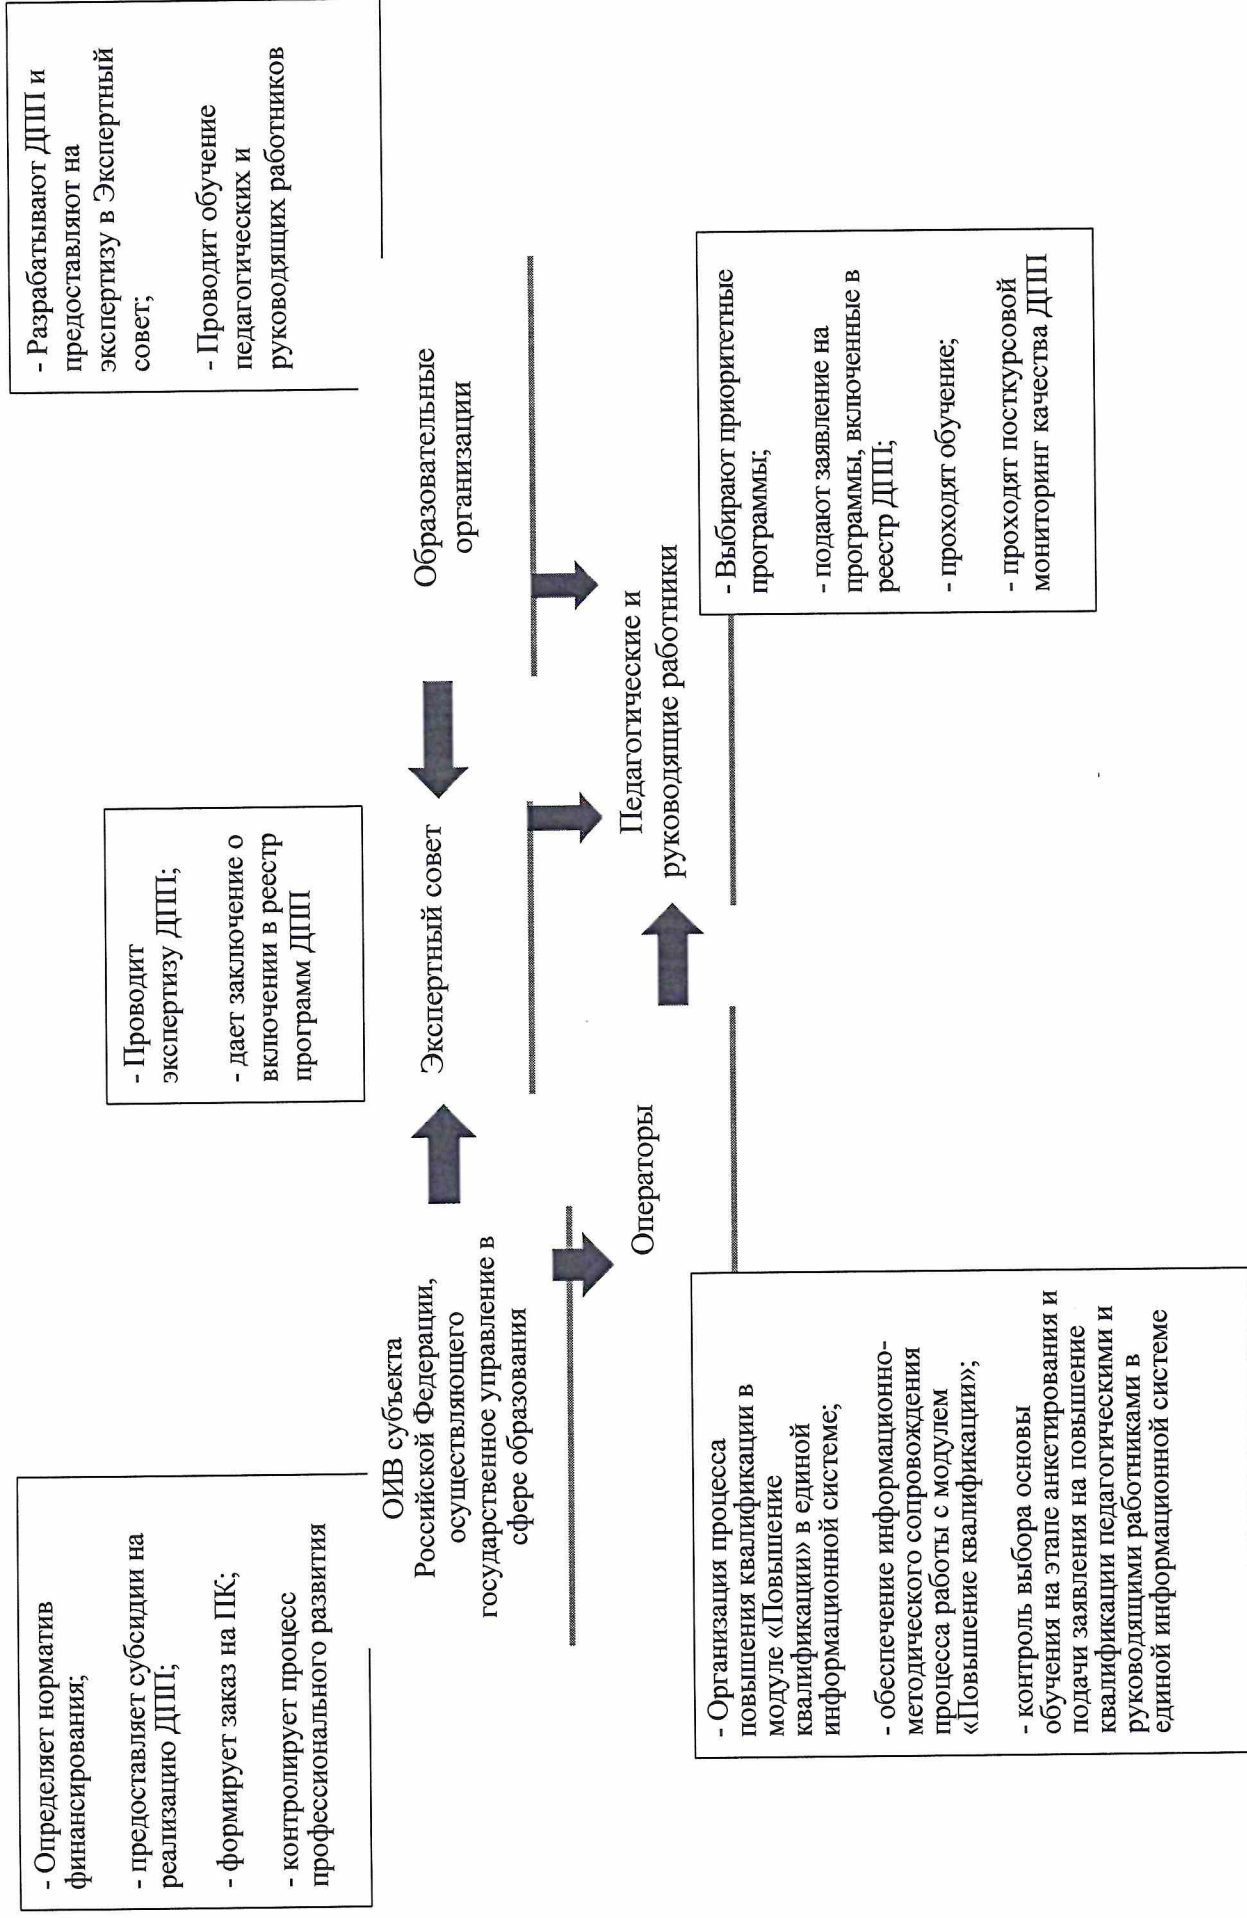 - Определяет норматив
финансирования;
- предоставляет субсидии на
реализацию ДПП;
- формирует заказ на ПК;
- контролирует процесс
профессионального развития
- Проводит
экспертизу ДПП;
- дает заключение о
включении в реестр
программ ДПП
- Разрабатывают ДПП и
предоставляют на
экспертизу в Экспертный
совет;
- Проводит обучение
педагогических и
руководящих работников
ОИВ субъекта
Российской Федерации,
осуществляющего
государственное управление в
сфере образования
Экспертный совет
Образовательные
организации
Операторы
Педагогические и
руководящие работники
- Организация процесса
повышения квалификации в
модуле «Повышение
квалификации» в единой
информационной системе;
- обеспечение информационно-
методического сопровождения
процесса работы с модулем
«Повышение квалификации»;
- контроль выбора основы
обучения на этапе анкетирования и
подачи заявления на повышение
квалификации педагогическими и
руководящими работниками в
единой информационной системе
- Выбирают приоритетные
программы;
- подают заявление на
программы, включенные в
реестр ДПП;
- проходят обучение;
- проходят посткурсовой
мониторинг качества ДПП